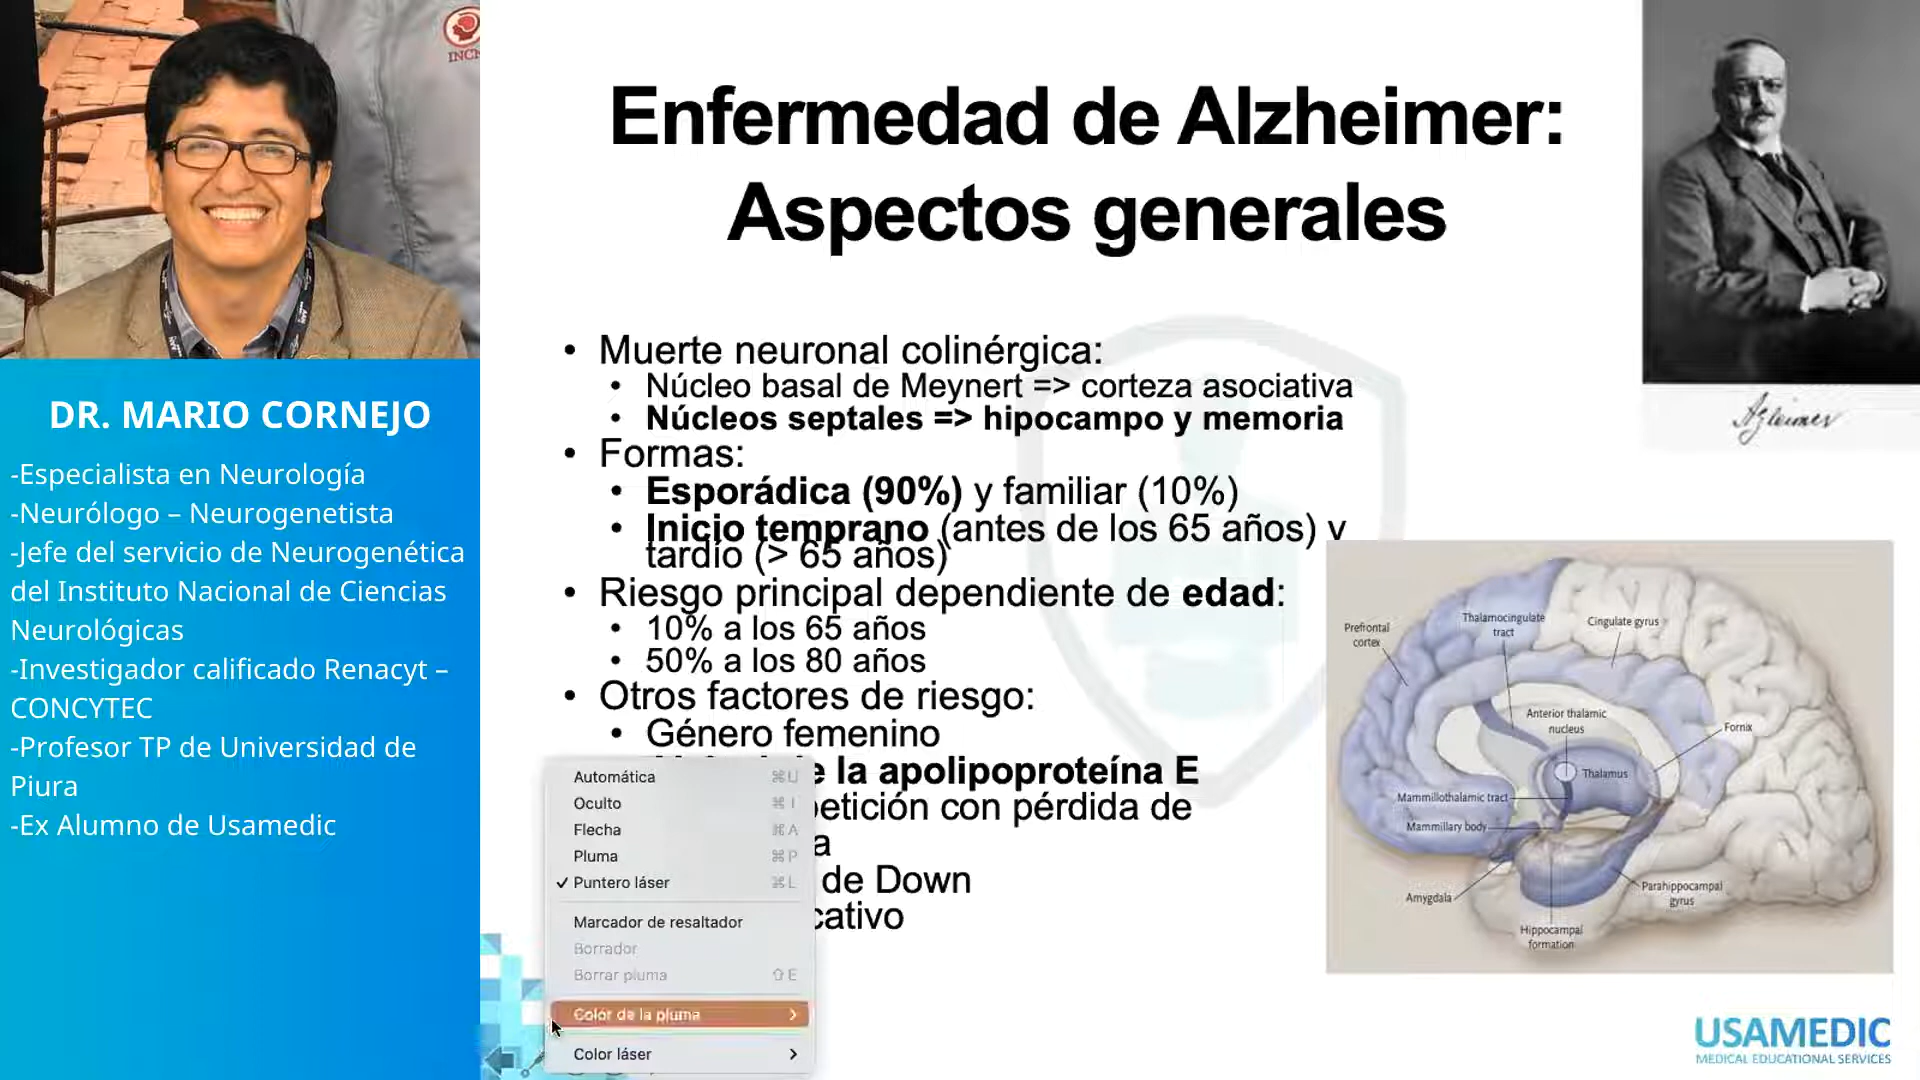 INCN
DR. MARIO CORNEJO
-Especialista en Neurología
-Neurólogo – Neurogenetista
-Jefe del servicio de Neurogenética
del Instituto Nacional de Ciencias
Neurológicas
-Investigador calificado Renacyt –
CONCYTEC
-Profesor TP de Universidad de
Piura
-Ex Alumno de Usamedic
Enfermedad de Alzheimer:
Aspectos generales
• Muerte neuronal colinérgica:
• Núcleo basal de Meynert => corteza asociativa
• Núcleos septales => hipocampo y memoria
• Formas:
• Esporádica (90%) y familiar (10%)
• Inicio temprano (antes de los 65 años) y
tardío (> 65 años)
• Riesgo principal dependiente de edad:
• 10% a los 65 años
• 50% a los 80 años
• Otros factores de riesgo:
• Género femenino
la apolipoproteína E
petición con pérdida de
a
de Down
cativo
Automática ⌘U
Oculto ⌘I
Flecha ⌘A
Pluma ⌘P
✓ Puntero láser ⌘L
Marcador de resaltador
Borrador
Borrar pluma ⇧E
Color de la pluma >
Color láser >
Alzheimer
Prefrontal
cortex
Thalamocingulate
tract
Cingulate gyrus
Anterior thalamic
nucleus
Fornix
Thalamus
Mammillothalamic tract
Mammillary body
Amygdala
Parahippocampal
gyrus
Hippocampal
formation
USAMEDIC
MEDICAL EDUCATIONAL SERVICES